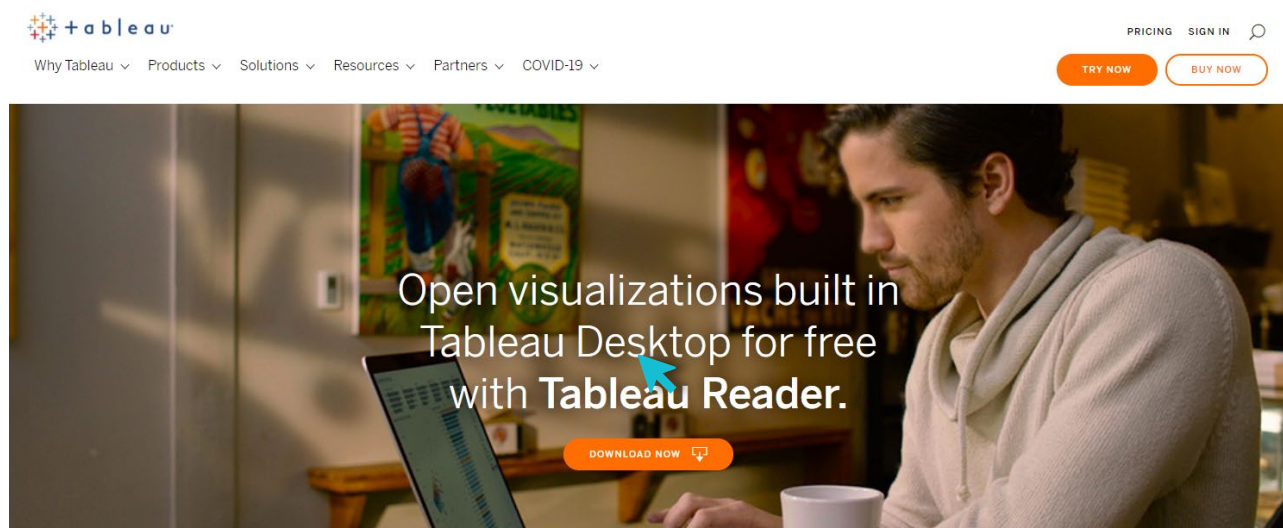 + a b | e a u
PRICING SIGN IN
Why Tableau Products Solutions Resources Partners COVID-19
TRY NOW BUY NOW
VEGETABLES
Open visualizations built in
Tableau Desktop for free
with Tableau Reader.
DOWNLOAD NOW